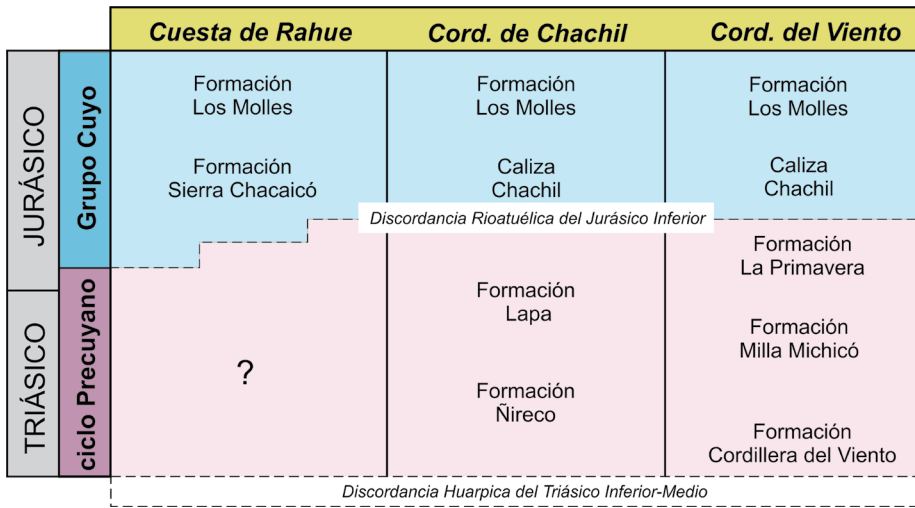 Cuesta de Rahue
Cord. de Chachil
Cord. del Viento
JURÁSICO
TRIÁSICO
Grupo Cuyo
ciclo Precuyano
Formación
Los Molles
Formación
Sierra Chacaicó
?
Formación
Los Molles
Caliza
Chachil
Discordancia Rioatuélica del Jurásico Inferior
Formación
Lapa
Formación
Ñireco
Formación
Los Molles
Caliza
Chachil
Formación
La Primavera
Formación
Milla Michicó
Formación
Cordillera del Viento
Discordancia Huarpica del Triásico Inferior-Medio